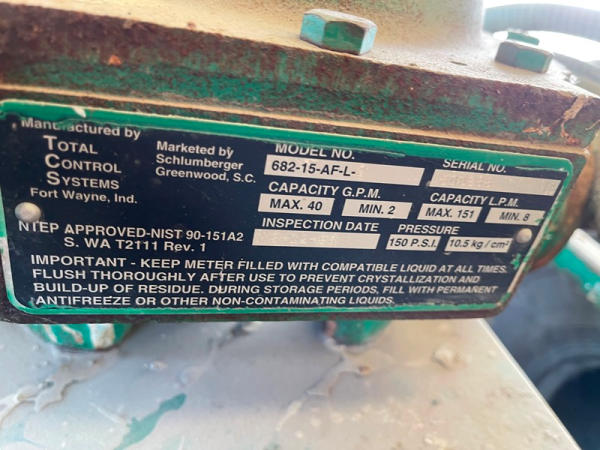 Manufactured by
TOTAL
CONTROL
SYSTEMS
Fort Wayne, Ind.
Marketed by
Schlumberger
Greenwood, S.C.
MODEL NO.
682-15-AF-L-
SERIAL NO.
CAPACITY G.P.M.
MAX. 40
MIN. 2
CAPACITY L.P.M.
MAX. 151
MIN. 8
NTEP APPROVED-NIST 90-151A2
S. WA T2111 Rev. 1
INSPECTION DATE
PRESSURE
150 P.S.I.
10.5 kg / cm²
IMPORTANT - KEEP METER FILLED WITH COMPATIBLE LIQUID AT ALL TIMES.
FLUSH THOROUGHLY AFTER USE TO PREVENT CRYSTALLIZATION AND
BUILD-UP OF RESIDUE. DURING STORAGE PERIODS, FILL WITH PERMANENT
ANTIFREEZE OR OTHER NON-CONTAMINATING LIQUIDS.